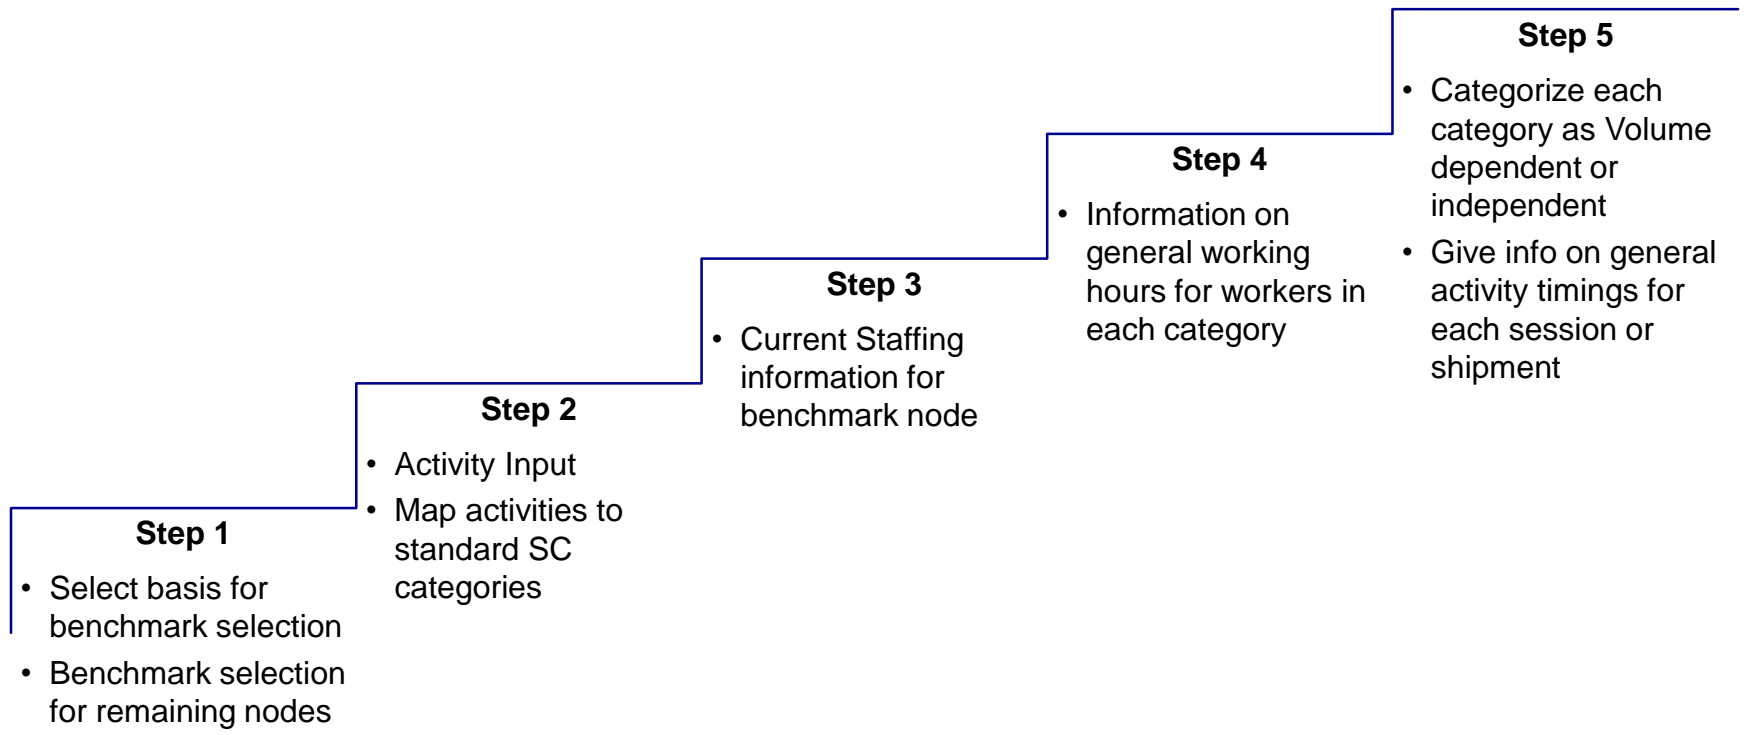 Step 1
• Select basis for
benchmark selection
• Benchmark selection
for remaining nodes
Step 2
• Activity Input
• Map activities to
standard SC
categories
Step 3
• Current Staffing
information for
benchmark node
Step 4
• Information on
general working
hours for workers in
each category
Step 5
• Categorize each
category as Volume
dependent or
independent
• Give info on general
activity timings for
each session or
shipment